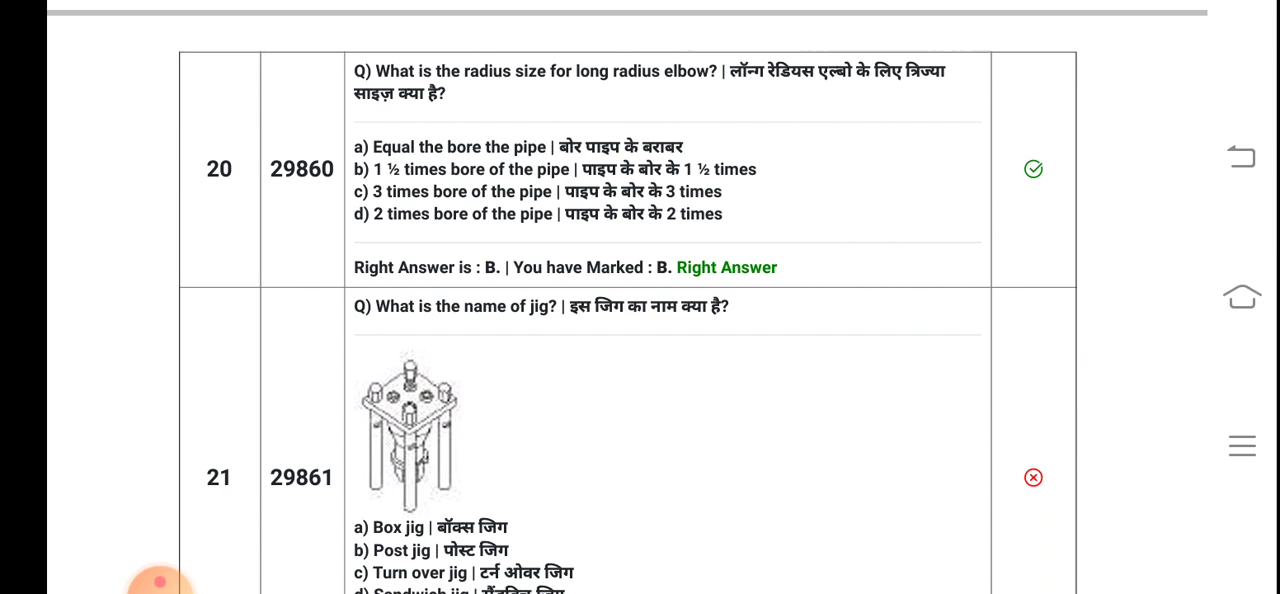 Q) What is the radius size for long radius elbow? | लॉन्ग रेडियस एल्बो के लिए त्रिज्या
साइज़ क्या है?
20
29860
a) Equal the bore the pipe | बोर पाइप के बराबर
b) 1 ½ times bore of the pipe | पाइप के बोर के 1 ½ times
c) 3 times bore of the pipe | पाइप के बोर के 3 times
d) 2 times bore of the pipe | पाइप के बोर के 2 times
Right Answer is : B. | You have Marked : B. Right Answer
Q) What is the name of jig? | इस जिग का नाम क्या है?
21
29861
a) Box jig | बॉक्स जिग
b) Post jig | पोस्ट जिग
c) Turn over jig | टर्न ओवर जिग
d) Sandwich jig | सैंडविच जिग